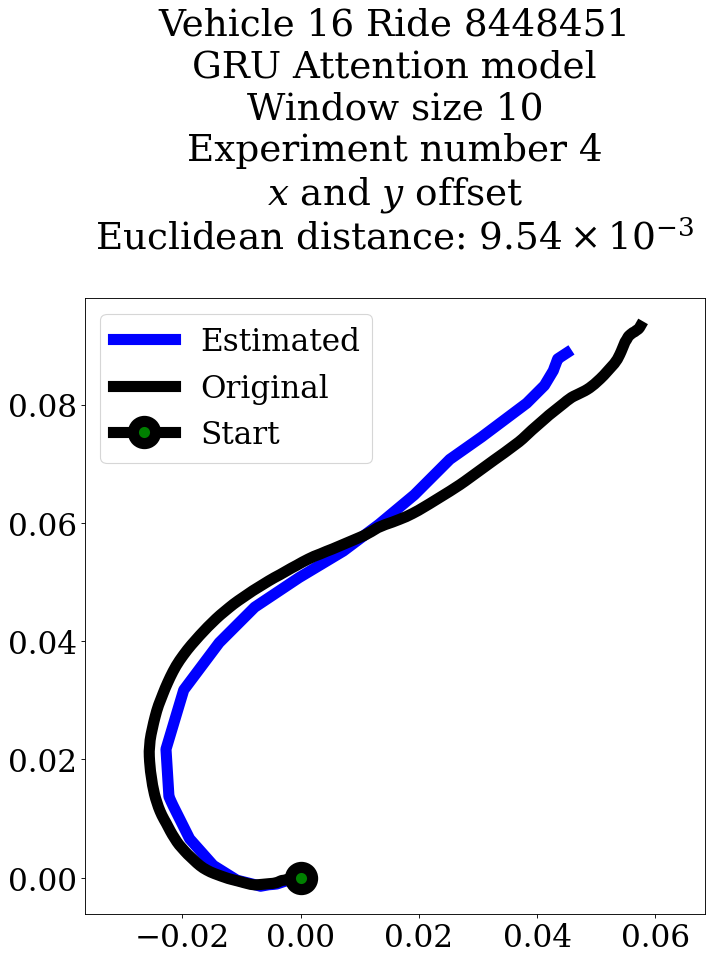 Vehicle 16 Ride 8448451
GRU Attention model
Window size 10
Experiment number 4
x and y offset
Euclidean distance: 9.54 × 10⁻³
Estimated
Original
Start
0.08
0.06
0.04
0.02
0.00
−0.02 0.00 0.02 0.04 0.06